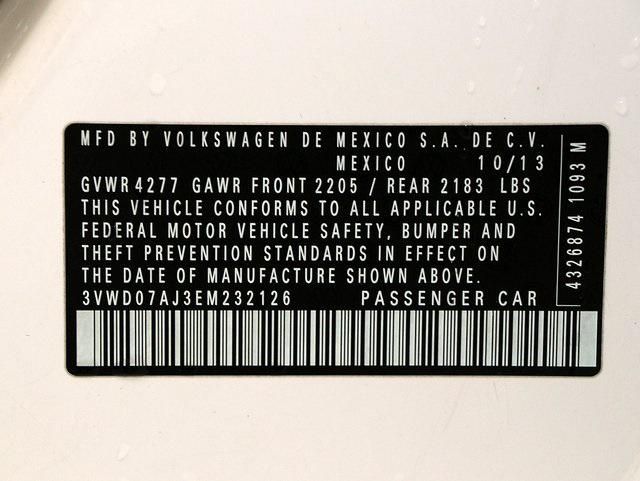 MFD BY VOLKSWAGEN DE MEXICO S.A. DE C.V.
MEXICO 10/13
GVWR 4277 GAWR FRONT 2205 / REAR 2183 LBS
THIS VEHICLE CONFORMS TO ALL APPLICABLE U.S.
FEDERAL MOTOR VEHICLE SAFETY, BUMPER AND
THEFT PREVENTION STANDARDS IN EFFECT ON
THE DATE OF MANUFACTURE SHOWN ABOVE.
3VWD07AJ3EM232126 PASSENGER CAR
4326874 1093 M